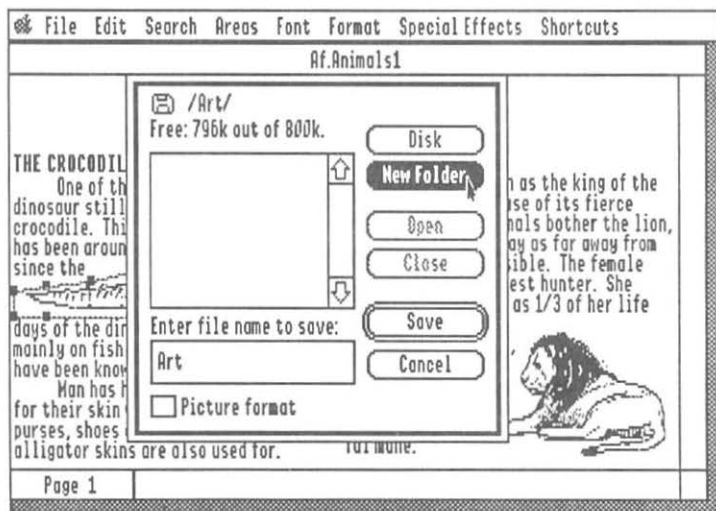 File Edit Search Areas Font Format Special Effects Shortcuts
Af.Animals1
/Art/
Free: 796k out of 800k.
Disk
New Folder
Open
Close
Save
Cancel
Enter file name to save:
Art
Picture format
THE CROCODIL
One of th
dinosaur still
crocodile. Thi
has been aroun
since the
days of the din
mainly on fish
have been know
Man has h
for their skin
purses, shoes
alligator skins are also used for.
as the king of the
use of its fierce
nals bother the lion,
ay as far away from
sible. The female
est hunter. She
as 1/3 of her life
mane.
Page 1